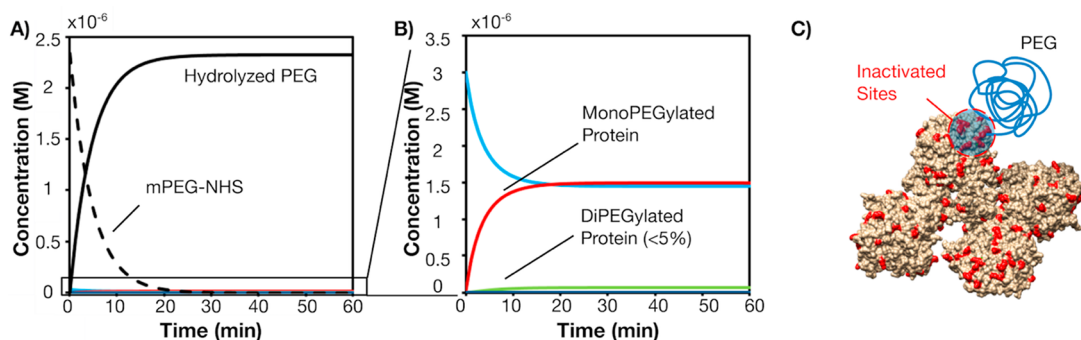 A)
x10⁻⁶
Concentration (M)
2.5
2
1.5
1
0.5
0
Hydrolyzed PEG
mPEG-NHS
0 10 20 30 40 50 60
Time (min)
B)
x10⁻⁶
Concentration (M)
3.5
3
2.5
2
1.5
1
0.5
0
MonoPEGylated
Protein
DiPEGylated
Protein (<5%)
0 10 20 30 40 50 60
Time (min)
C)
PEG
Inactivated
Sites